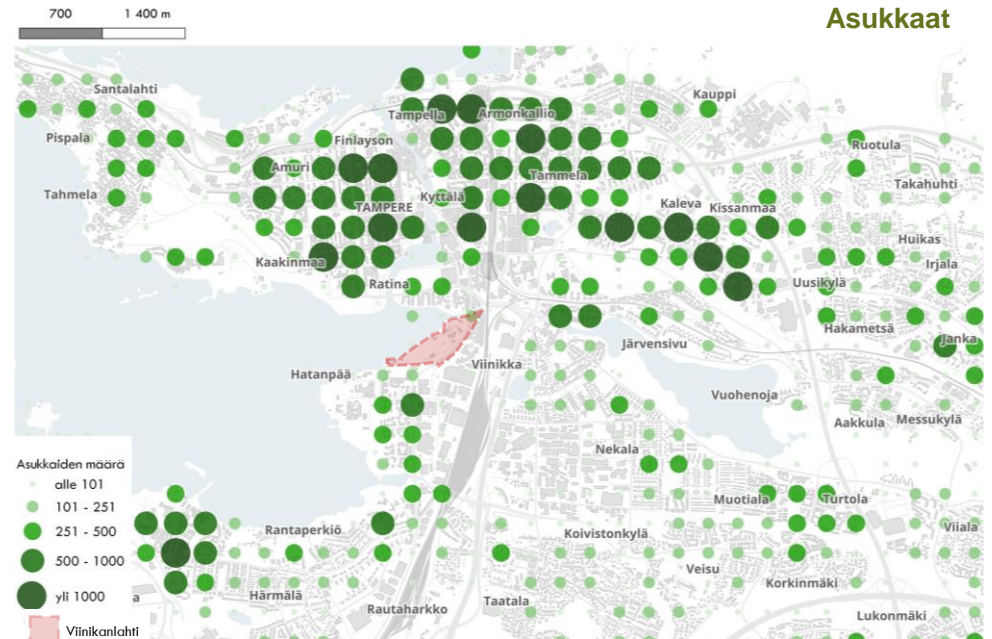 700 1 400 m
Asukkaat
Santalahti
Kauppi
Tampella
Armonkallio
Pispala
Finlayson
Ruotula
Amuri
Tammela
Takahuhti
Tahmela
Kyttälä
TAMPERE
Kaleva
Kissanmaa
Huikas
Kaakinmaa
Irjala
Ratina
Uusikylä
Hakametsä
Janka
Järvensivu
Viinikka
Hatanpää
Vuohenoja
Aakkula
Messukylä
Nekala
Asukkaiden määrä
alle 101
101 - 251
251 - 500
500 - 1000
yli 1000
Viinikanlahti
Muotiala
Turtola
Rantaperkiö
Koivistonkylä
Viiala
Veisu
Korkinmäki
a
Härmälä
Taatala
Rautaharkko
Lukonmäki